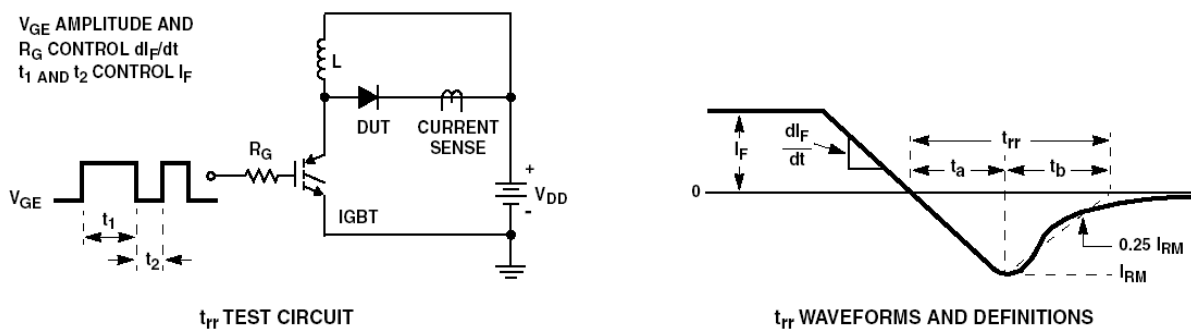 V_GE AMPLITUDE AND
R_G CONTROL dI_F/dt
t_1 AND t_2 CONTROL I_F
L
DUT
CURRENT
SENSE
R_G
IGBT
+
V_DD
-
V_GE
t_1
t_2
t_rr TEST CIRCUIT
I_F
dI_F
dt
t_rr
t_a
t_b
0
0.25 I_RM
I_RM
t_rr WAVEFORMS AND DEFINITIONS